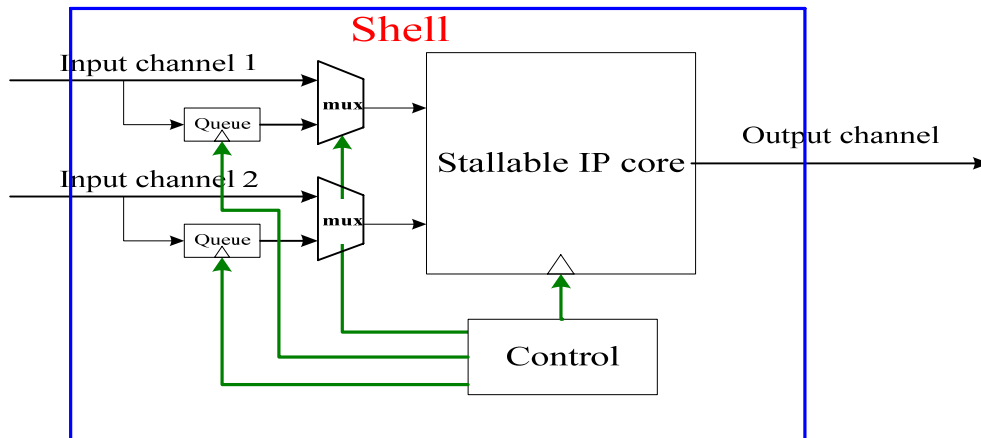 Shell
Input channel 1
mux
Queue
Stallable IP core
Output channel
Input channel 2
mux
Queue
Control